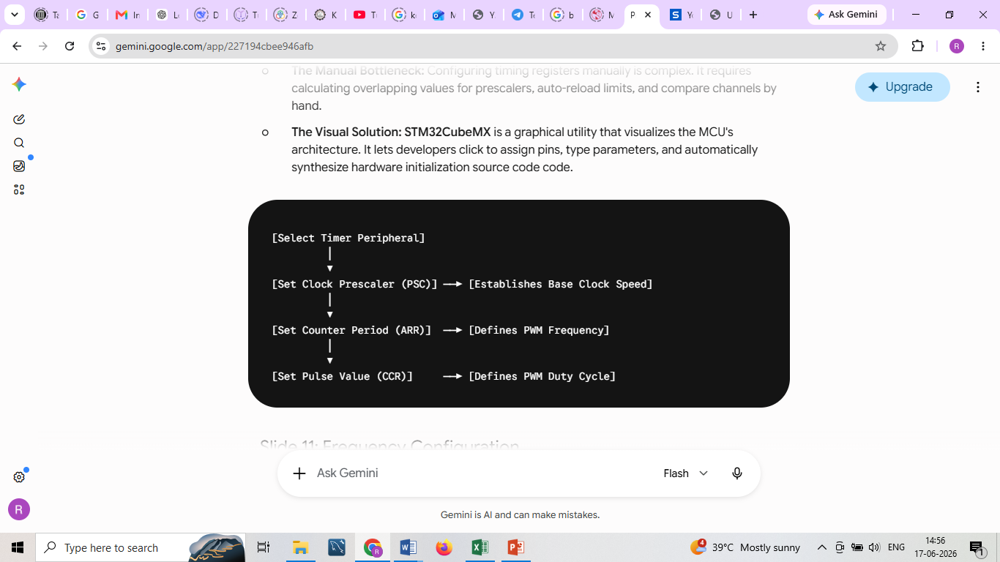 Ta
G
In
Lo
D
Tu
Z
K
Tu
ke
M
Y.
Te
b
M
P
Yo
U
Ask Gemini
gemini.google.com/app/227194cbee946afb
R
The Manual Bottleneck: Configuring timing registers manually is complex. It requires
calculating overlapping values for prescalers, auto-reload limits, and compare channels by
hand.
Upgrade
The Visual Solution: STM32CubeMX is a graphical utility that visualizes the MCU's
architecture. It lets developers click to assign pins, type parameters, and automatically
synthesize hardware initialization source code code.
[Select Timer Peripheral]
[Set Clock Prescaler (PSC)] ──► [Establishes Base Clock Speed]
[Set Counter Period (ARR)] ──► [Defines PWM Frequency]
[Set Pulse Value (CCR)] ──► [Defines PWM Duty Cycle]
Slide 11: Frequency Configuration
Ask Gemini
Flash
R
Gemini is AI and can make mistakes.
Type here to search
39°C Mostly sunny
ENG
14:56
17-06-2026